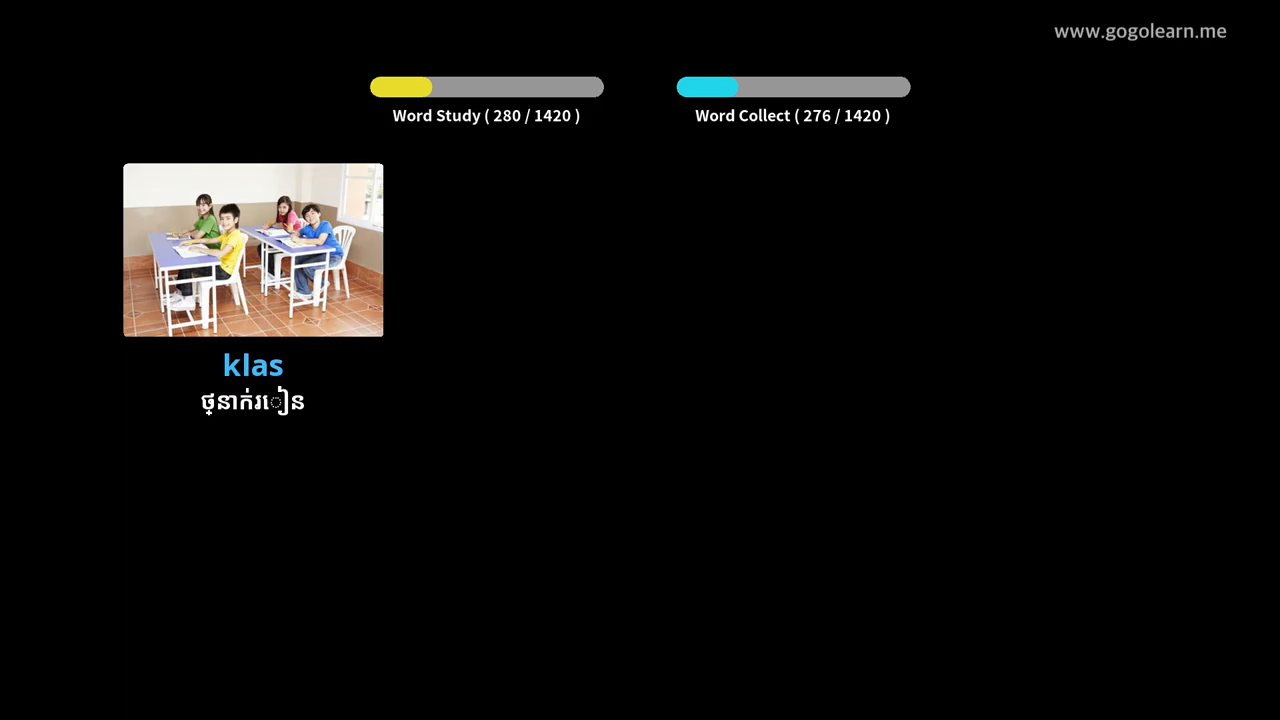 www.gogolearn.me
Word Study ( 280 / 1420 )
Word Collect ( 276 / 1420 )
klas
ថ្នាក់រៀន